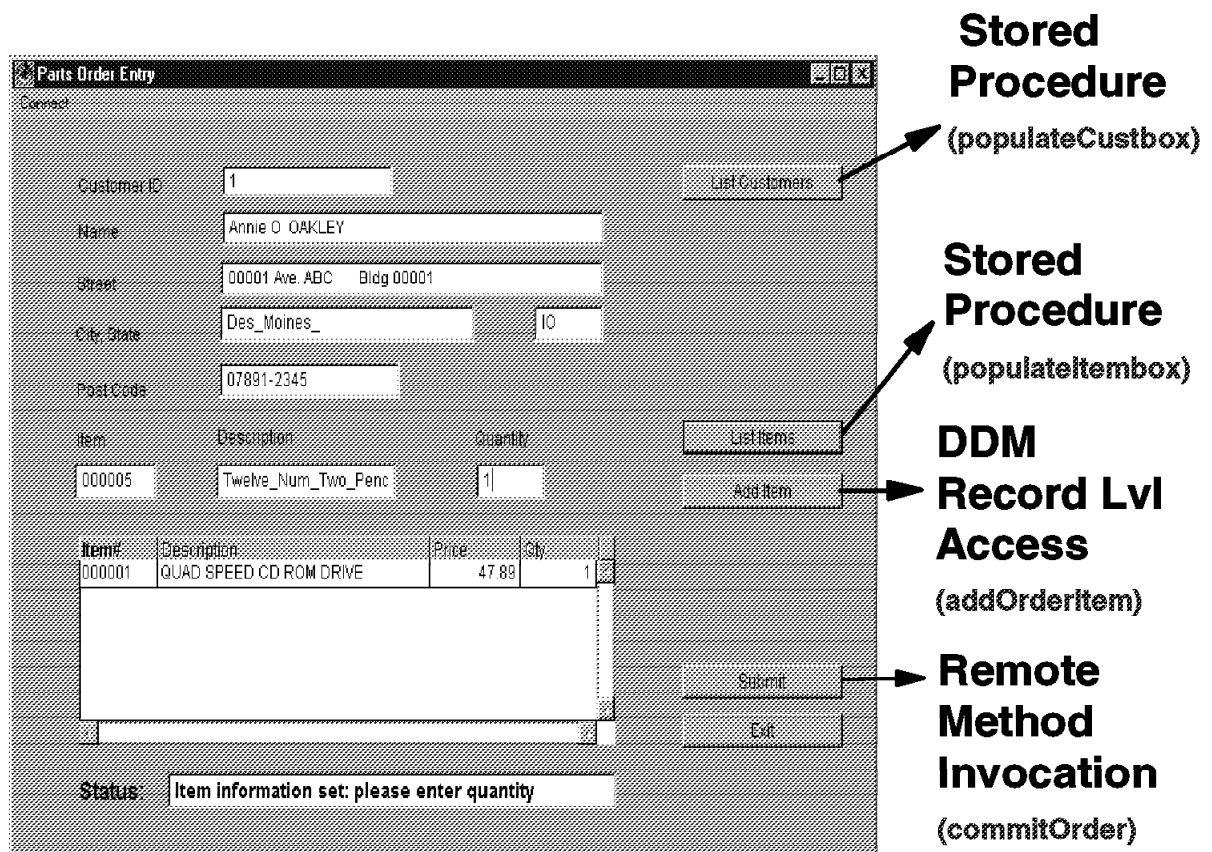 Stored
Procedure
(populateCustbox)
Parts Order Entry
Connect
Customer ID
1
List Customers
Name
Annie O OAKLEY
Street
00001 Ave. ABC Bldg 00001
Stored
Procedure
(populateItembox)
City, State
Des_Moines_
IO
Post Code
07891-2345
Item
Description
Quantity
List Items
000005
Twelve_Num_Two_Penc
1
Add Item
DDM
Record Lvl
Access
(addOrderItem)
Item# Description Price Qty
000001 QUAD SPEED CD ROM DRIVE 47.89 1
Submit
Exit
Remote
Method
Invocation
(commitOrder)
Status: Item information set: please enter quantity